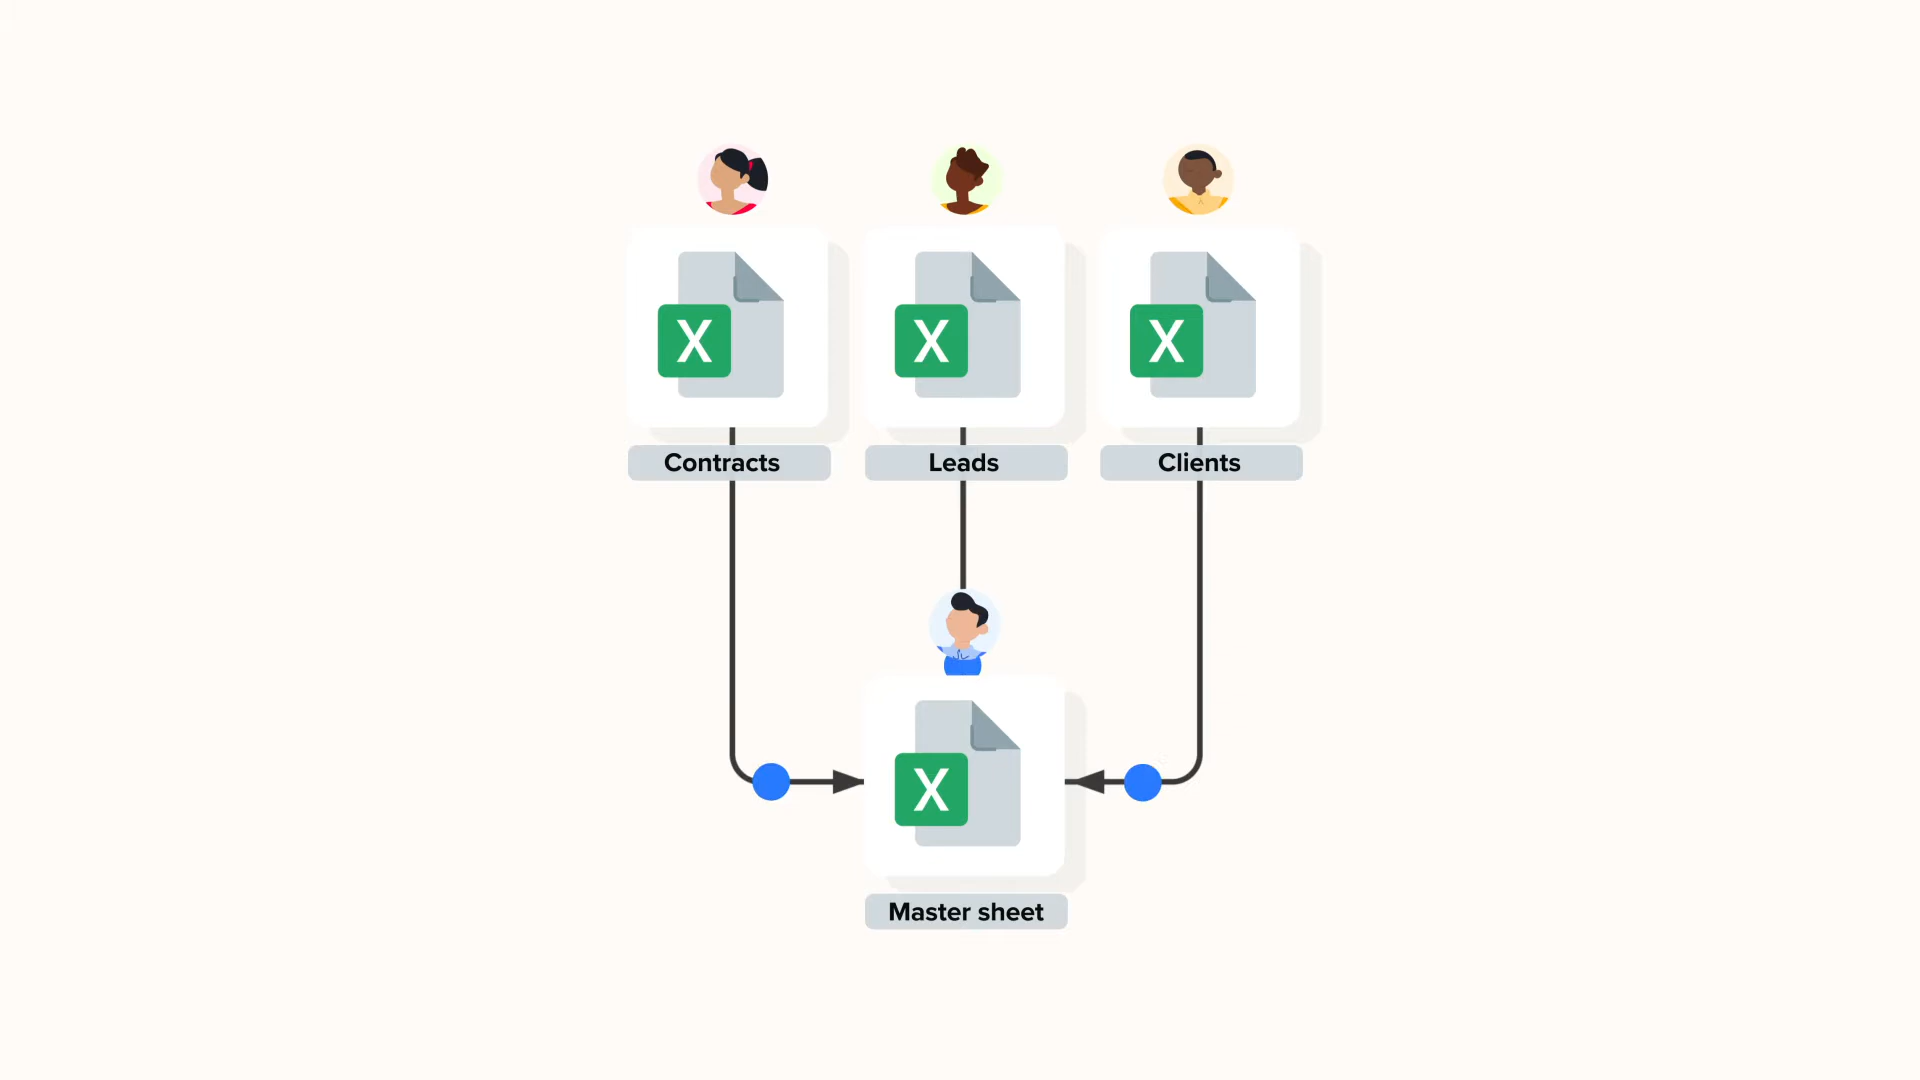 X
X
X
Contracts
Leads
Clients
X
Master sheet